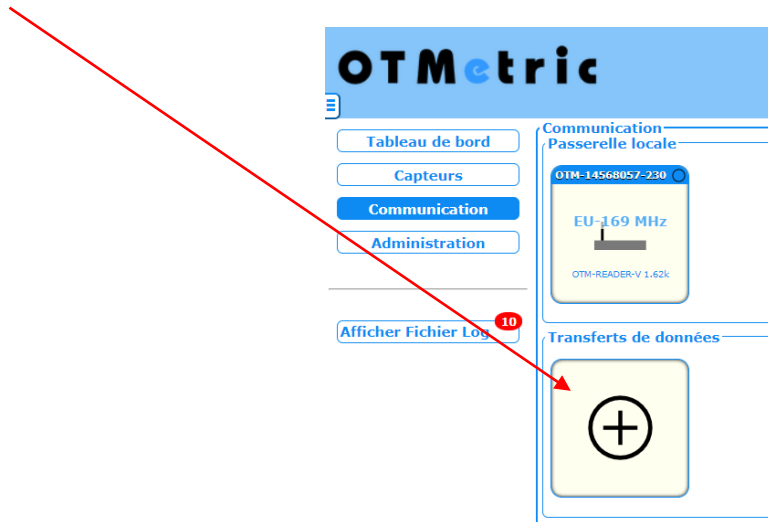 OTMetric
Tableau de bord
Capteurs
Communication
Administration
Afficher Fichier Log
10
Communication
Passerelle locale
OTM-14568057-230
EU-169 MHz
OTM-READER-V 1.62k
Transferts de données